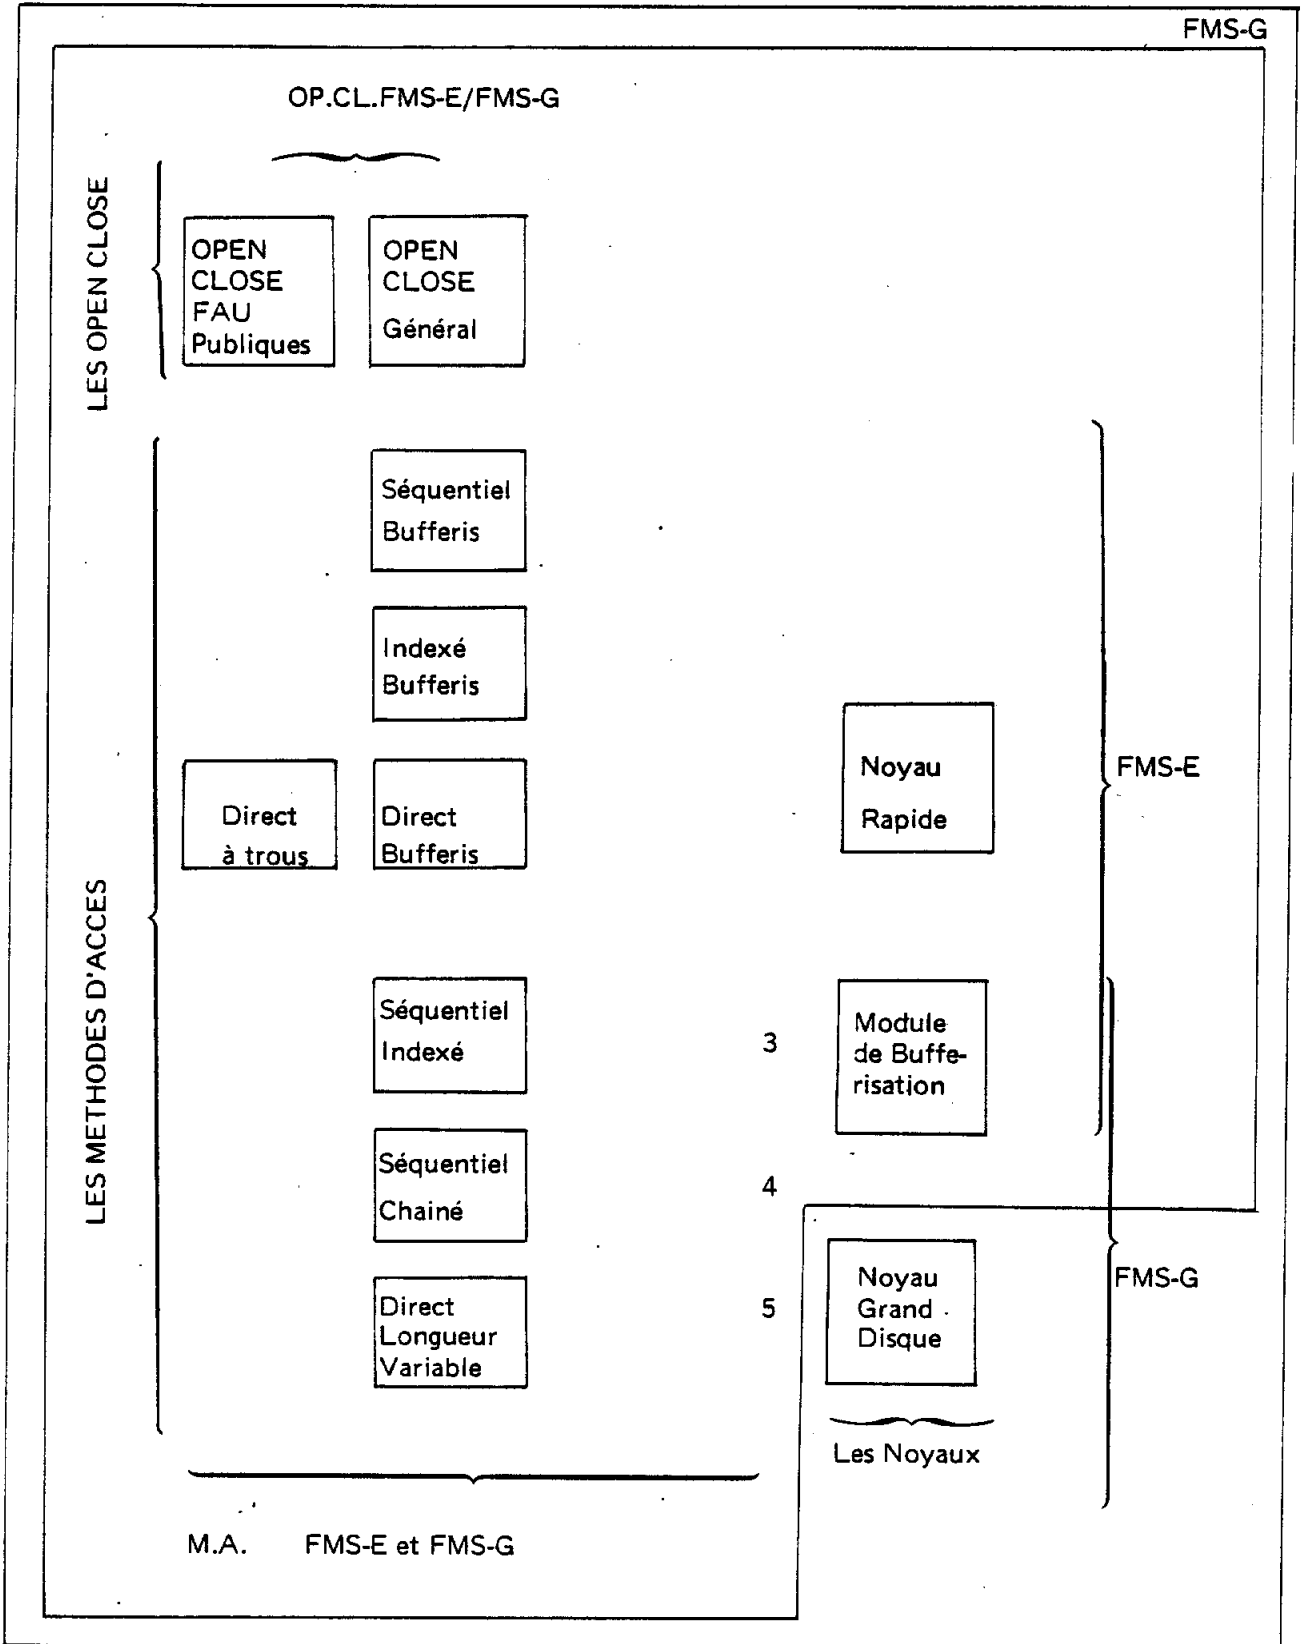 FMS-G
OP.CL.FMS-E/FMS-G
LES OPEN CLOSE
OPEN
CLOSE
FAU
Publiques
OPEN
CLOSE
Général
LES METHODES D'ACCES
Séquentiel
Bufferis
Indexé
Bufferis
Direct
à trous
Direct
Bufferis
Séquentiel
Indexé
Séquentiel
Chainé
Direct
Longueur
Variable
3
4
5
Noyau
Rapide
Module
de Buffe-
risation
Noyau
Grand
Disque
Les Noyaux
FMS-E
FMS-G
M.A. FMS-E et FMS-G